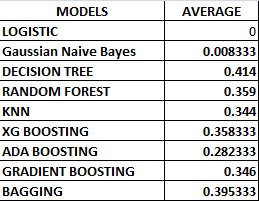 MODELS AVERAGE
LOGISTIC 0
Gaussian Naive Bayes 0.008333
DECISION TREE 0.414
RANDOM FOREST 0.359
KNN 0.344
XG BOOSTING 0.358333
ADA BOOSTING 0.282333
GRADIENT BOOSTING 0.346
BAGGING 0.395333